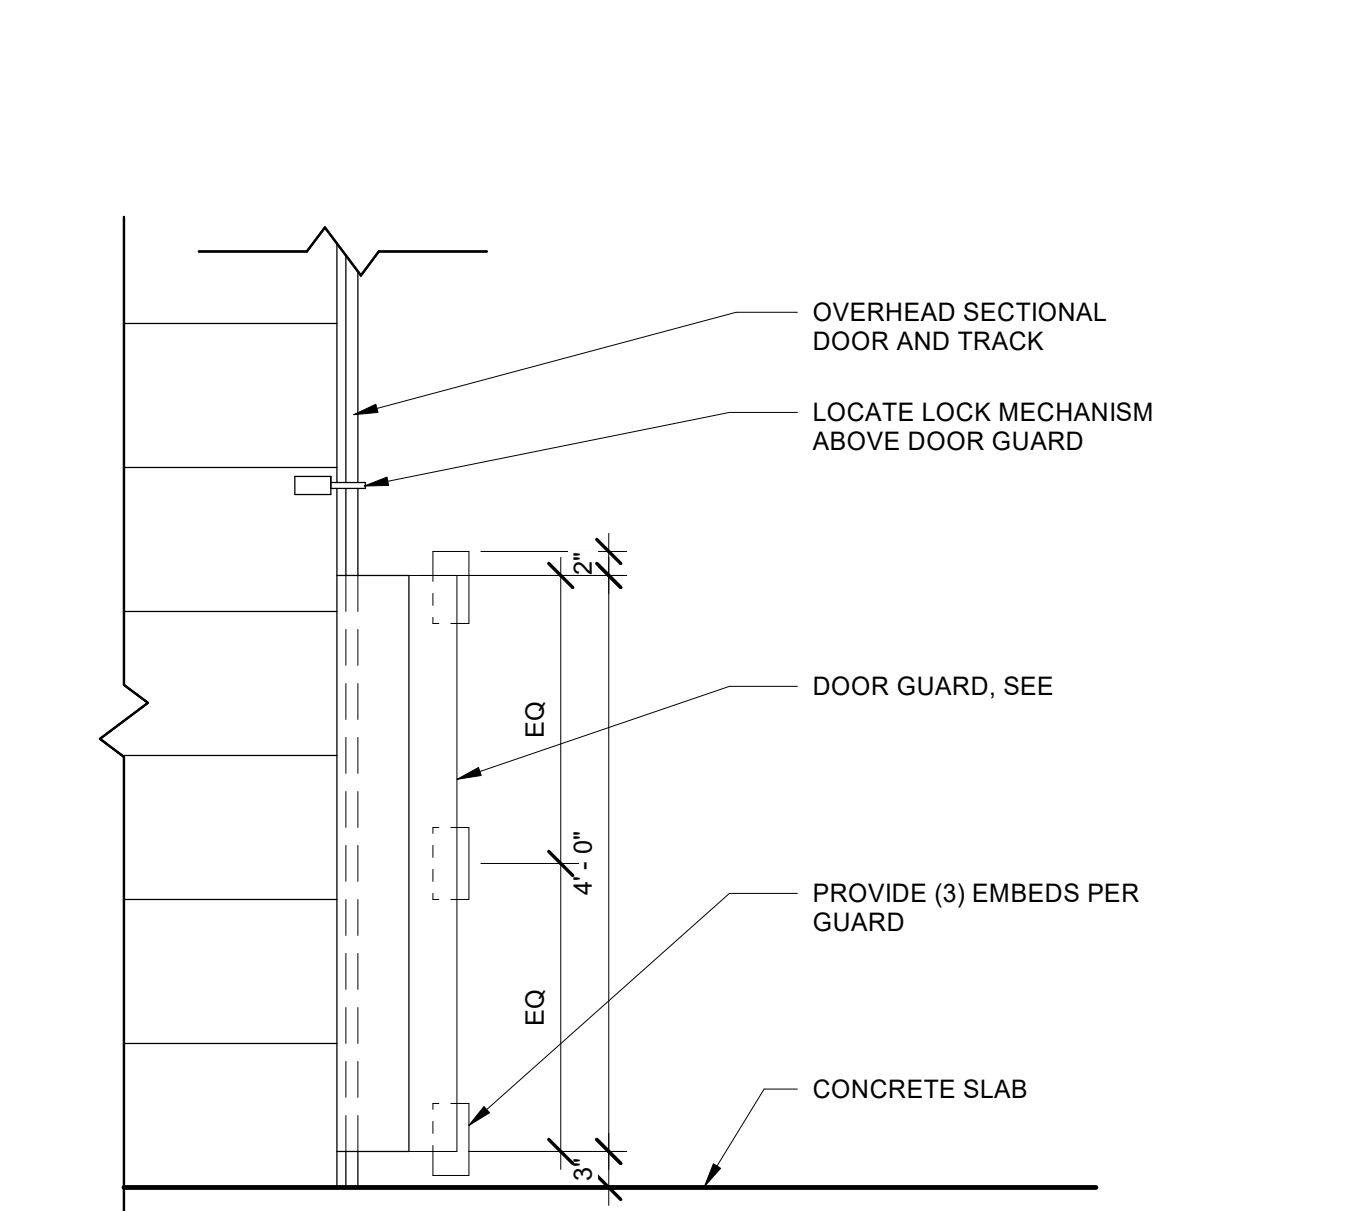 OVERHEAD SECTIONAL
DOOR AND TRACK
LOCATE LOCK MECHANISM
ABOVE DOOR GUARD
2"
DOOR GUARD, SEE
EQ
4' - 0"
PROVIDE (3) EMBEDS PER
GUARD
EQ
CONCRETE SLAB
3"